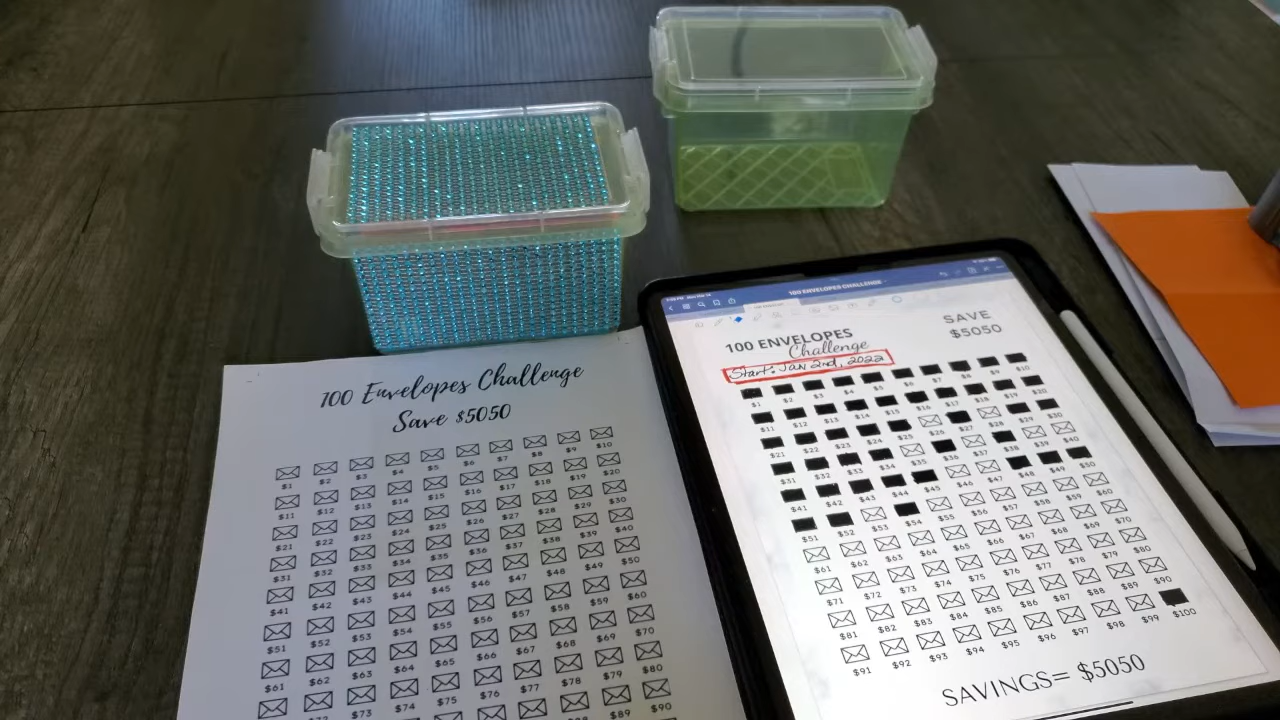 100 Envelopes Challenge
Save $5050
$1 $2 $3 $4 $5 $6 $7 $8 $9 $10
$11 $12 $13 $14 $15 $16 $17 $18 $19 $20
$21 $22 $23 $24 $25 $26 $27 $28 $29 $30
$31 $32 $33 $34 $35 $36 $37 $38 $39 $40
$41 $42 $43 $44 $45 $46 $47 $48 $49 $50
$51 $52 $53 $54 $55 $56 $57 $58 $59 $60
$61 $62 $63 $64 $65 $66 $67 $68 $69 $70
$73 $74 $75 $76 $77 $78 $79 $80
$89 $90
100 ENVELOPES CHALLENGE
100 ENVELOPES
Challenge
SAVE
$5050
Start: Jan 2nd, 2022
$1 $2 $3 $4 $5 $6 $7 $8 $9 $10
$11 $12 $13 $14 $15 $16 $17 $18 $19 $20
$21 $22 $23 $24 $25 $26 $27 $28 $29 $30
$31 $32 $33 $34 $35 $36 $37 $38 $39 $40
$41 $42 $43 $44 $45 $46 $47 $48 $49 $50
$51 $52 $53 $54 $55 $56 $57 $58 $59 $60
$61 $62 $63 $64 $65 $66 $67 $68 $69 $70
$71 $72 $73 $74 $75 $76 $77 $78 $79 $80
$81 $82 $83 $84 $85 $86 $87 $88 $89 $90
$91 $92 $93 $94 $95 $96 $97 $98 $99 $100
SAVINGS= $5050